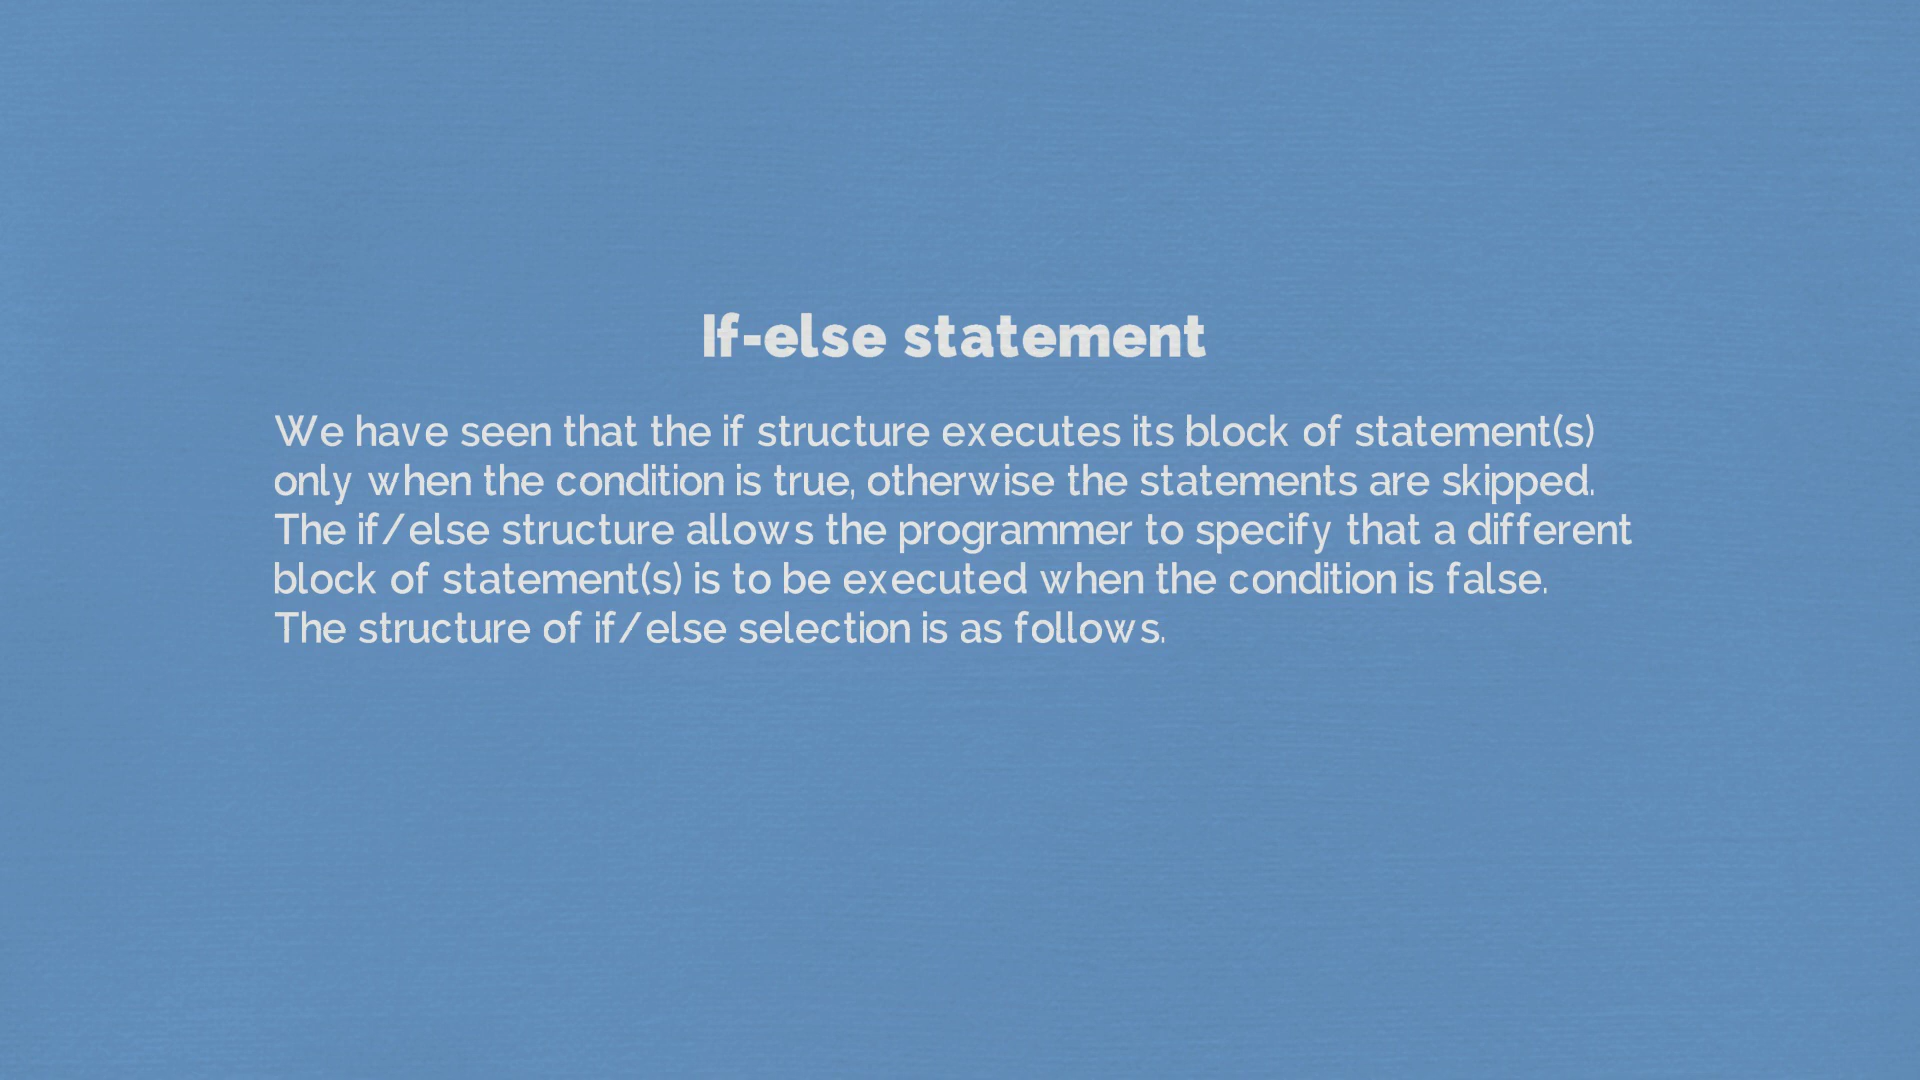 If-else statement
We have seen that the if structure executes its block of statement(s)
only when the condition is true, otherwise the statements are skipped.
The if/else structure allows the programmer to specify that a different
block of statement(s) is to be executed when the condition is false.
The structure of if/else selection is as follows.